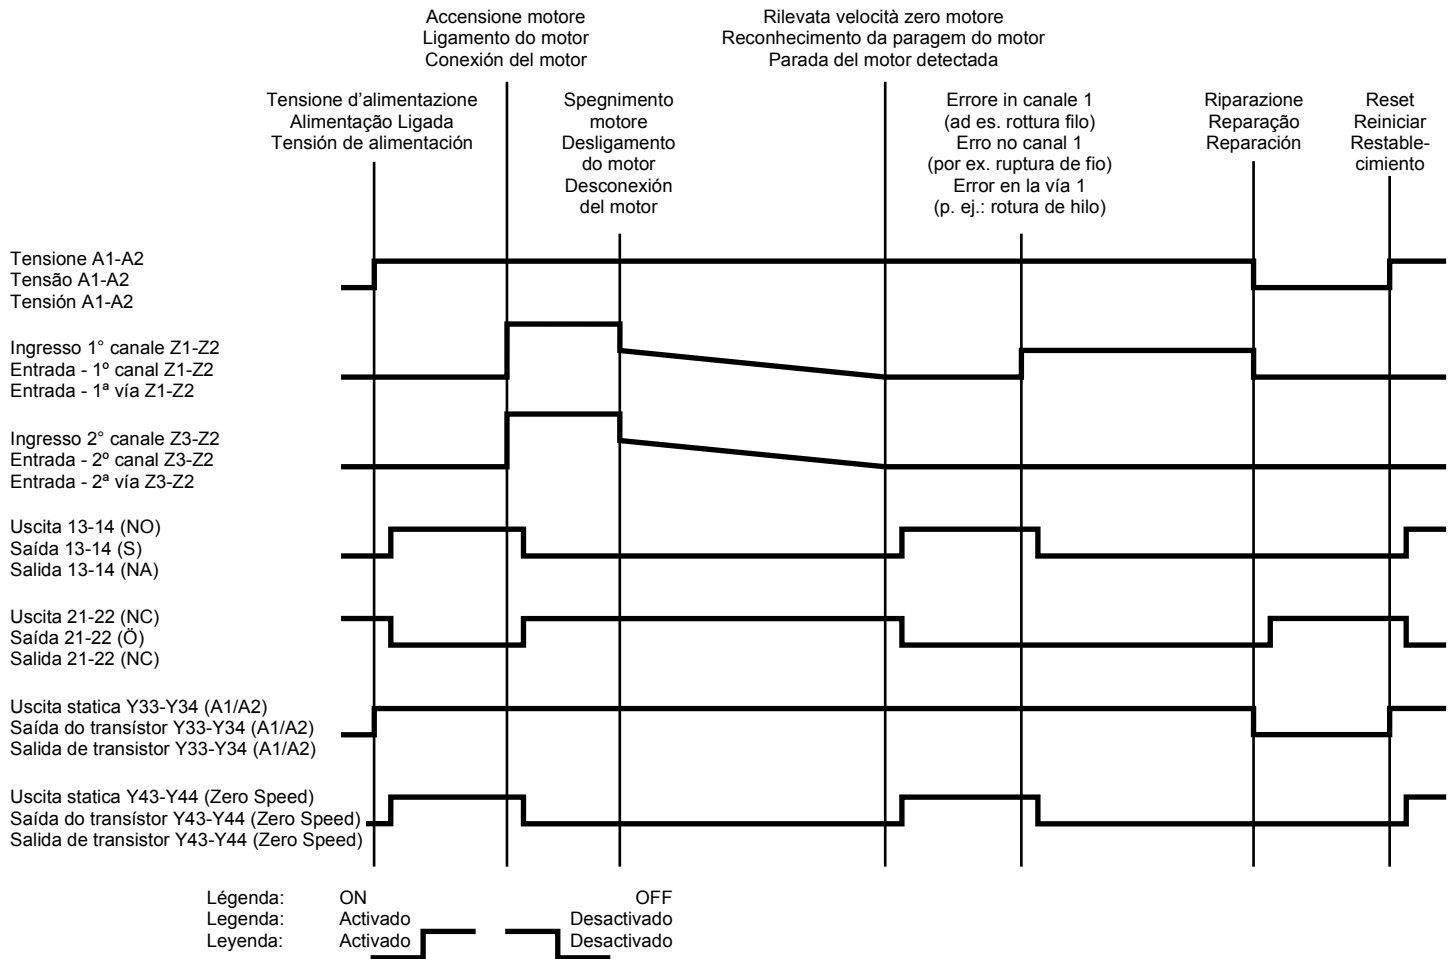 Accensione motore
Ligamento do motor
Conexión del motor
Rilevata velocità zero motore
Reconhecimento da paragem do motor
Parada del motor detectada
Tensione d’alimentazione
Alimentação Ligada
Tensión de alimentación
Spegnimento
motore
Desligamento
do motor
Desconexión
del motor
Errore in canale 1
(ad es. rottura filo)
Erro no canal 1
(por ex. ruptura de fio)
Error en la vía 1
(p. ej.: rotura de hilo)
Riparazione
Reparação
Reparación
Reset
Reiniciar
Restable-
cimiento
Tensione A1-A2
Tensão A1-A2
Tensión A1-A2
Ingresso 1° canale Z1-Z2
Entrada - 1º canal Z1-Z2
Entrada - 1ª vía Z1-Z2
Ingresso 2° canale Z3-Z2
Entrada - 2º canal Z3-Z2
Entrada - 2ª vía Z3-Z2
Uscita 13-14 (NO)
Saída 13-14 (S)
Salida 13-14 (NA)
Uscita 21-22 (NC)
Saída 21-22 (Ö)
Salida 21-22 (NC)
Uscita statica Y33-Y34 (A1/A2)
Saída do transístor Y33-Y34 (A1/A2)
Salida de transistor Y33-Y34 (A1/A2)
Uscita statica Y43-Y44 (Zero Speed)
Saída do transístor Y43-Y44 (Zero Speed)
Salida de transistor Y43-Y44 (Zero Speed)
Légenda: ON OFF
Legenda: Activado Desactivado
Leyenda: Activado Desactivado